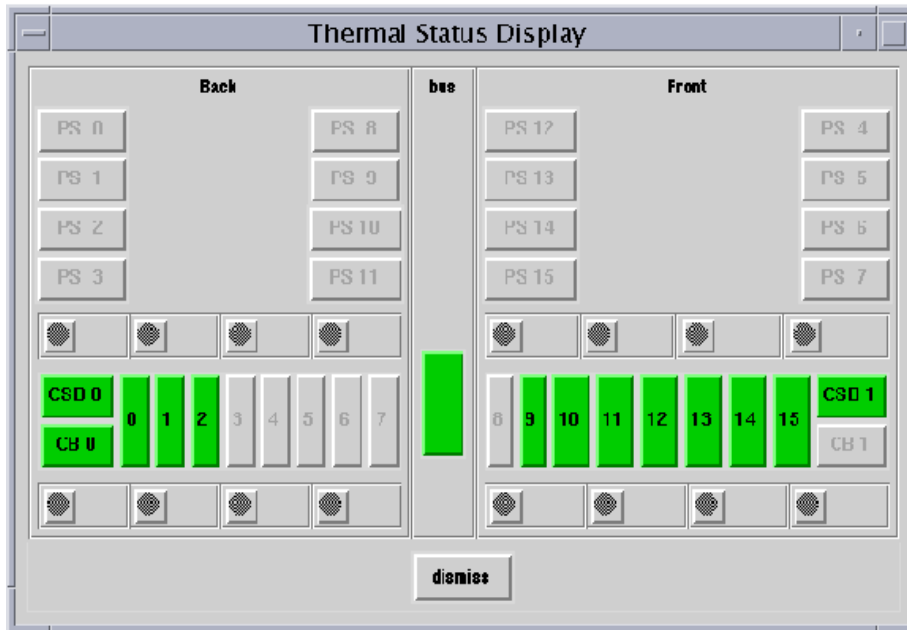 Thermal Status Display
Back
bus
Front
PS 0
PS 8
PS 12
PS 4
PS 1
PS 9
PS 13
PS 5
PS 2
PS 10
PS 14
PS 6
PS 3
PS 11
PS 15
PS 7
CSD 0
CB 0
0
1
2
3
4
5
6
7
8
9
10
11
12
13
14
15
CSD 1
CB 1
dismiss